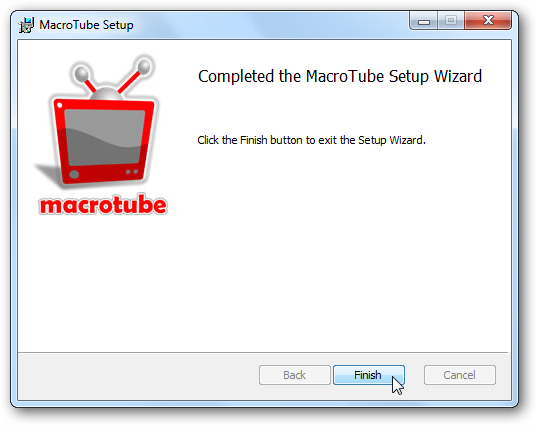 MacroTube Setup
Completed the MacroTube Setup Wizard
Click the Finish button to exit the Setup Wizard.
macrotube
Back
Finish
Cancel